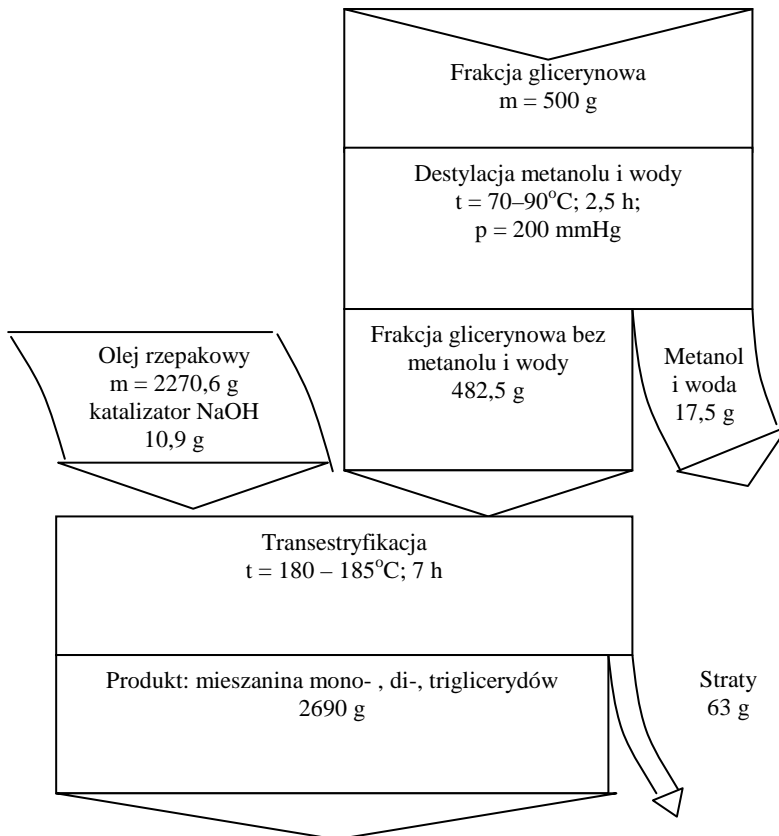 Frakcja glicerynowa
m = 500 g
Destylacja metanolu i wody
t = 70–90°C; 2,5 h;
p = 200 mmHg
Olej rzepakowy
m = 2270,6 g
katalizator NaOH
10,9 g
Frakcja glicerynowa bez
metanolu i wody
482,5 g
Metanol
i woda
17,5 g
Transestryfikacja
t = 180 – 185°C; 7 h
Produkt: mieszanina mono- , di-, triglicerydów
2690 g
Straty
63 g